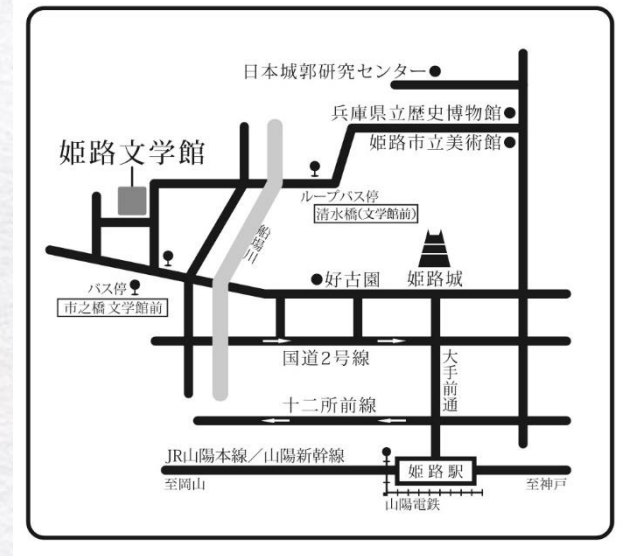 日本城郭研究センター
兵庫県立歴史博物館
姫路市立美術館
姫路文学館
ループバス停
清水橋(文学館前)
船場川
好古園
姫路城
バス停
市之橋 文学館前
国道2号線
大手前通
十二所前線
JR山陽本線／山陽新幹線
姫路駅
至岡山
至神戸
山陽電鉄